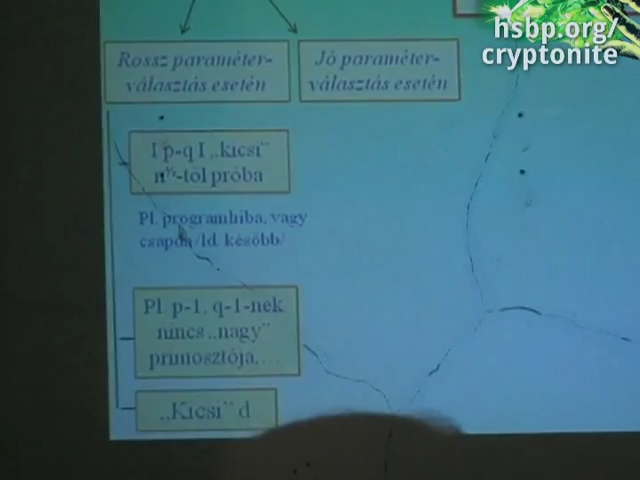 hsbp.org/
cryptonite
Rossz paraméter-
választás esetén
Jó paraméter-
választás esetén
I p-q I „kicsi”
n½-től próba
Pl. programhiba, vagy
csapda /ld. később/
Pl p-1, q-1-nek
nincs „nagy”
prímosztója,...
„Kicsi” d